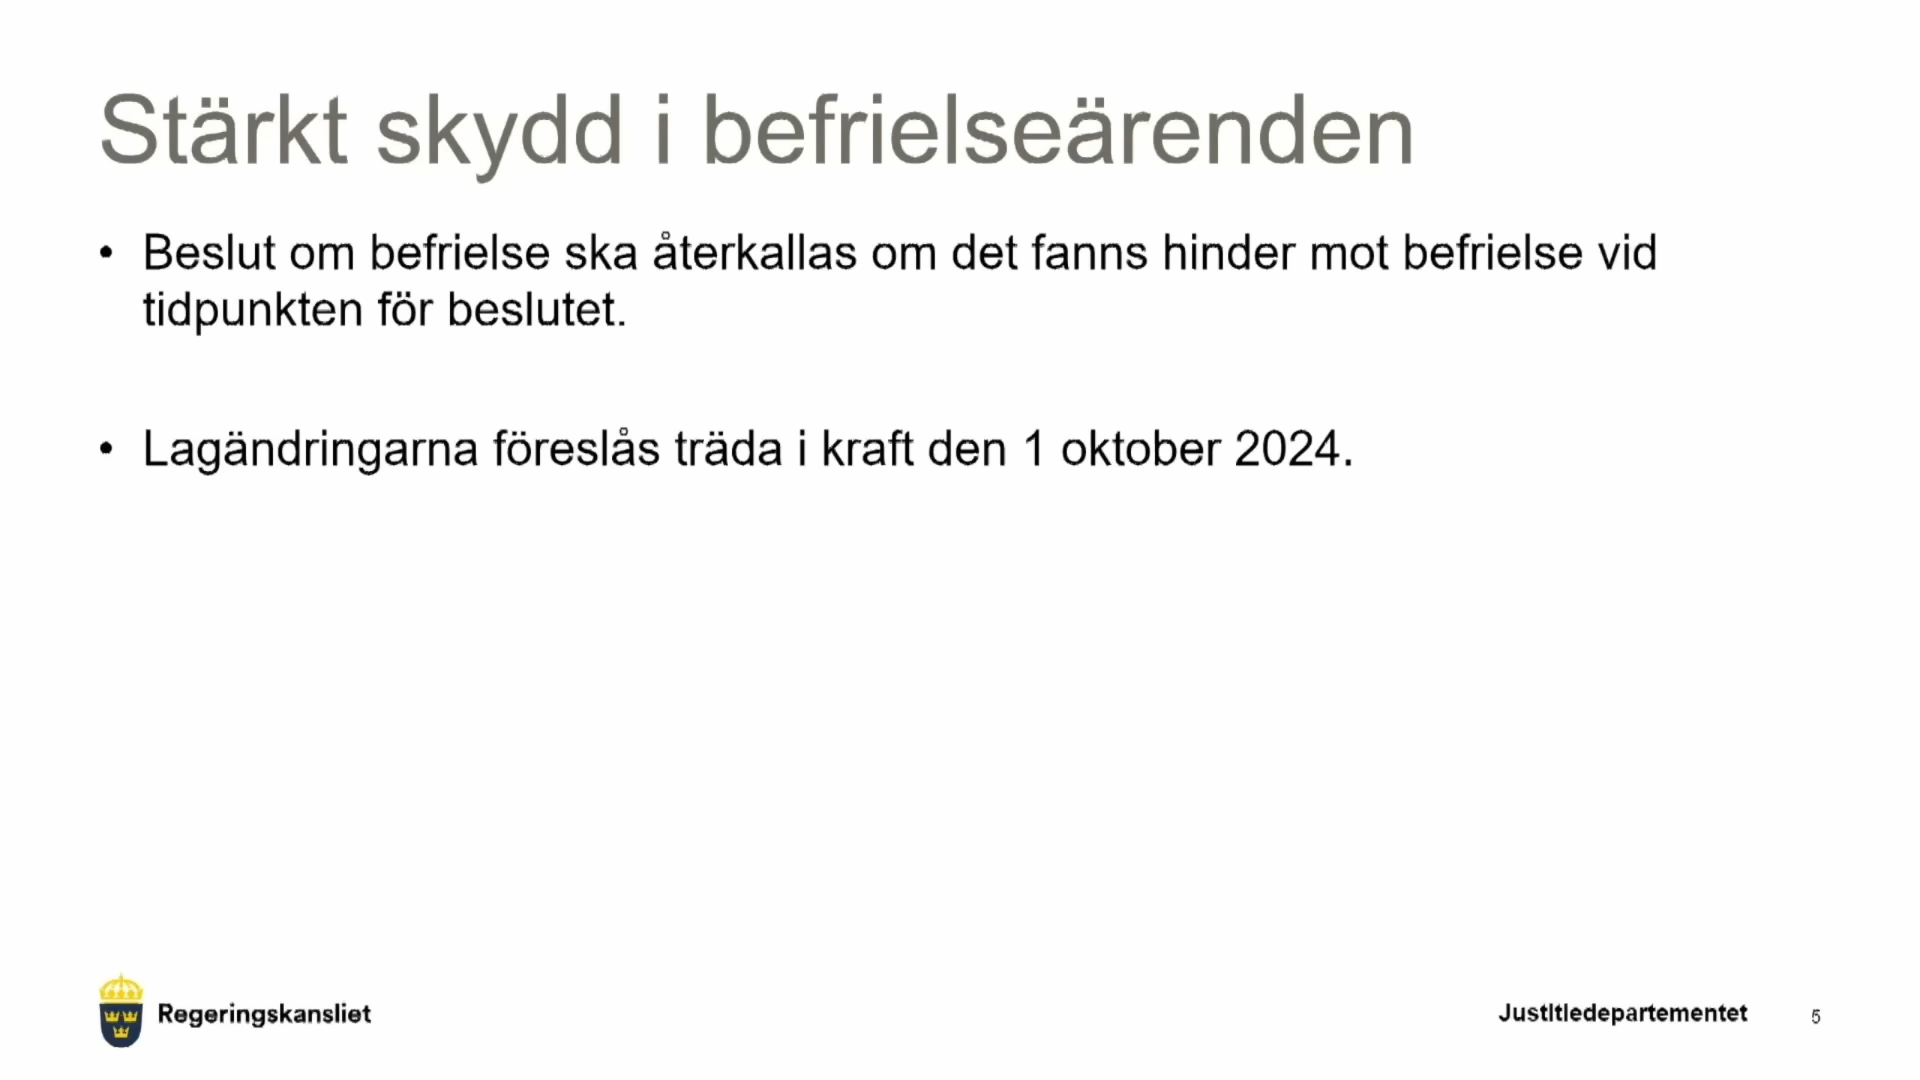 Stärkt skydd i befrielseärenden
• Beslut om befrielse ska återkallas om det fanns hinder mot befrielse vid
tidpunkten för beslutet.
• Lagändringarna föreslås träda i kraft den 1 oktober 2024.
Regeringskansliet
Justitiedepartementet
5